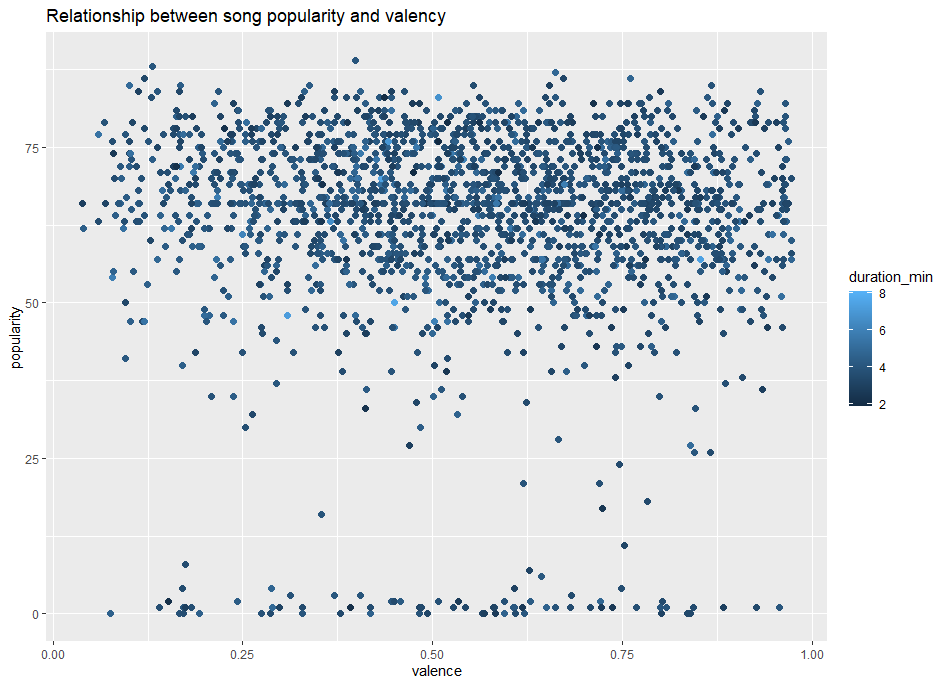 Relationship between song popularity and valency
75
50
25
0
popularity
0.00 0.25 0.50 0.75 1.00
valence
duration_min
8
6
4
2